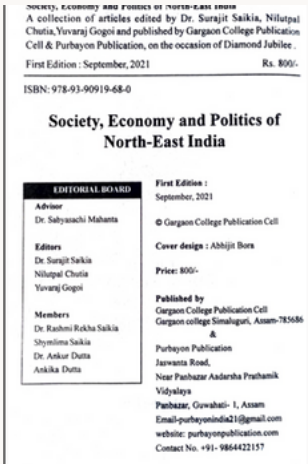 Society, Economy and Politics of North-East India
A collection of articles edited by Dr. Surajit Saikia, Nilutpal
Chutia, Yuvaraj Gogoi and published by Gargaon College Publication
Cell & Purbayon Publication, on the occasion of Diamond Jubilee .
First Edition : September, 2021 Rs. 800/-
ISBN: 978-93-90919-68-0
Society, Economy and Politics of
North-East India
EDITORIAL BOARD
Advisor
Dr. Sabyasachi Mahanta
Editors
Dr. Surajit Saikia
Nilutpal Chutia
Yuvaraj Gogoi
Members
Dr. Rashmi Rekha Saikia
Shymlima Saikia
Dr. Ankur Dutta
Ankika Dutta
First Edition :
September, 2021
© Gargaon College Publication Cell
Cover design : Abhijit Bora
Price: 800/-
Published by
Gargaon College Publication Cell
Gargaon college Simaluguri, Assam-785686
&
Purbayon Publication
Jaswanta Road,
Near Panbazar Aadarsha Prathamik
Vidyalaya
Panbazar, Guwahati- 1, Assam
Email-purbayonindia21@gmail.com
website: purbayonpublication.com
Contact No. +91- 9864422157